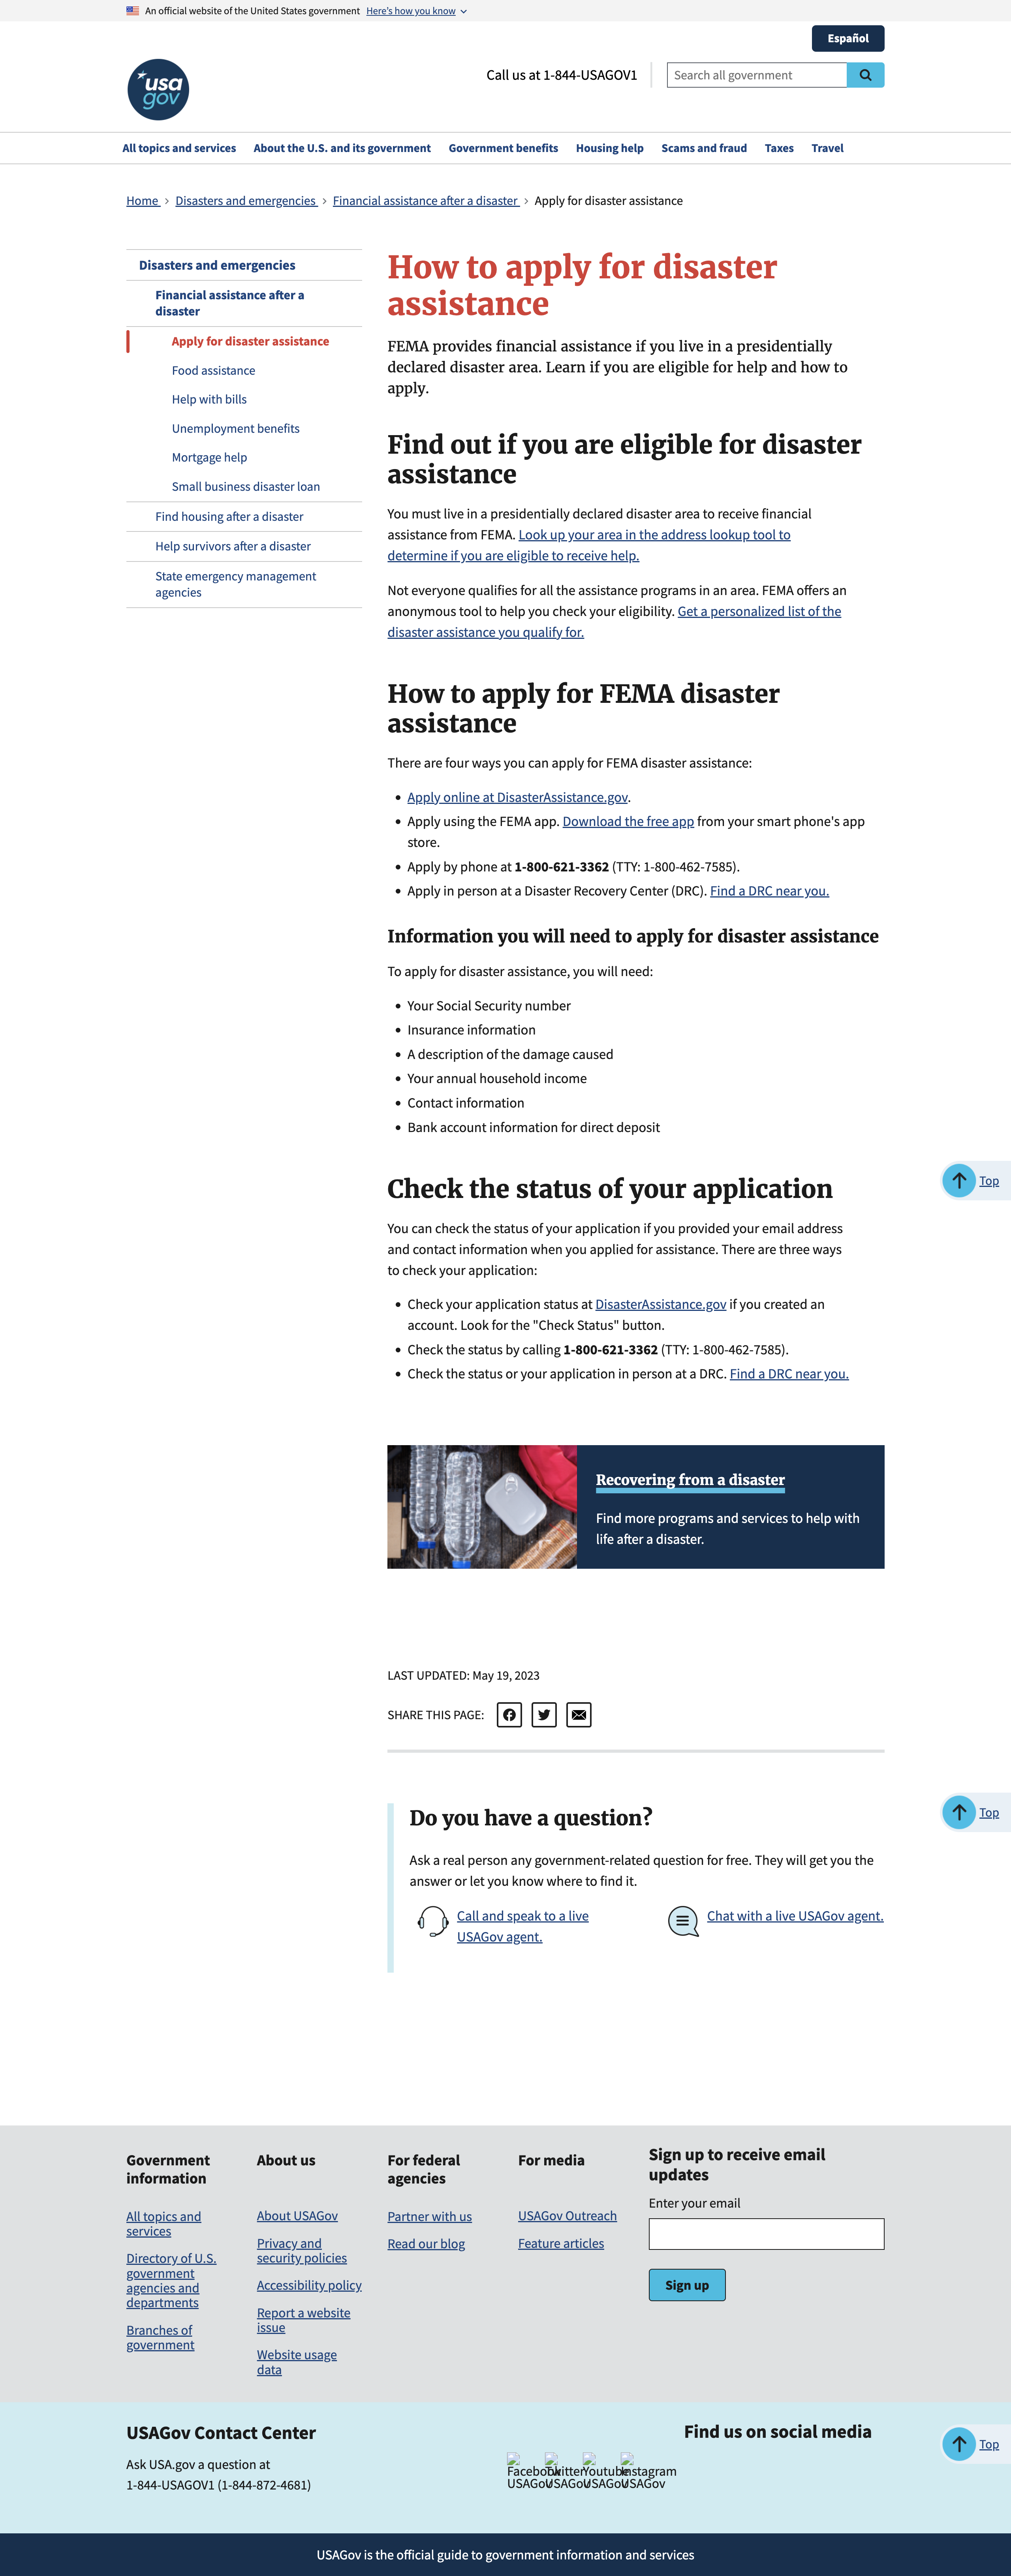 An official website of the United States government Here's how you know
Español
Call us at 1-844-USAGOV1
Search all government
usa
gov
All topics and services
About the U.S. and its government
Government benefits
Housing help
Scams and fraud
Taxes
Travel
Home
Disasters and emergencies
Financial assistance after a disaster
Apply for disaster assistance
Disasters and emergencies
Financial assistance after a
disaster
Apply for disaster assistance
Food assistance
Help with bills
Unemployment benefits
Mortgage help
Small business disaster loan
Find housing after a disaster
Help survivors after a disaster
State emergency management
agencies
How to apply for disaster
assistance
FEMA provides financial assistance if you live in a presidentially
declared disaster area. Learn if you are eligible for help and how to
apply.
Find out if you are eligible for disaster
assistance
You must live in a presidentially declared disaster area to receive financial
assistance from FEMA. Look up your area in the address lookup tool to
determine if you are eligible to receive help.
Not everyone qualifies for all the assistance programs in an area. FEMA offers an
anonymous tool to help you check your eligibility. Get a personalized list of the
disaster assistance you qualify for.
How to apply for FEMA disaster
assistance
There are four ways you can apply for FEMA disaster assistance:
• Apply online at DisasterAssistance.gov.
• Apply using the FEMA app. Download the free app from your smart phone's app
store.
• Apply by phone at 1-800-621-3362 (TTY: 1-800-462-7585).
• Apply in person at a Disaster Recovery Center (DRC). Find a DRC near you.
Information you will need to apply for disaster assistance
To apply for disaster assistance, you will need:
• Your Social Security number
• Insurance information
• A description of the damage caused
• Your annual household income
• Contact information
• Bank account information for direct deposit
Top
Check the status of your application
You can check the status of your application if you provided your email address
and contact information when you applied for assistance. There are three ways
to check your application:
• Check your application status at DisasterAssistance.gov if you created an
account. Look for the "Check Status" button.
• Check the status by calling 1-800-621-3362 (TTY: 1-800-462-7585).
• Check the status or your application in person at a DRC. Find a DRC near you.
Recovering from a disaster
Find more programs and services to help with
life after a disaster.
LAST UPDATED: May 19, 2023
SHARE THIS PAGE:
Top
Do you have a question?
Ask a real person any government-related question for free. They will get you the
answer or let you know where to find it.
Call and speak to a live
USAGov agent.
Chat with a live USAGov agent.
Government
information
All topics and
services
Directory of U.S.
government
agencies and
departments
Branches of
government
About us
About USAGov
Privacy and
security policies
Accessibility policy
Report a website
issue
Website usage
data
For federal
agencies
Partner with us
Read our blog
For media
USAGov Outreach
Feature articles
Sign up to receive email
updates
Enter your email
Sign up
USAGov Contact Center
Ask USA.gov a question at
1-844-USAGOV1 (1-844-872-4681)
Find us on social media
Facebook
USAGov
Twitter
USAGov
Youtube
USAGov
Instagram
USAGov
Top
USAGov is the official guide to government information and services